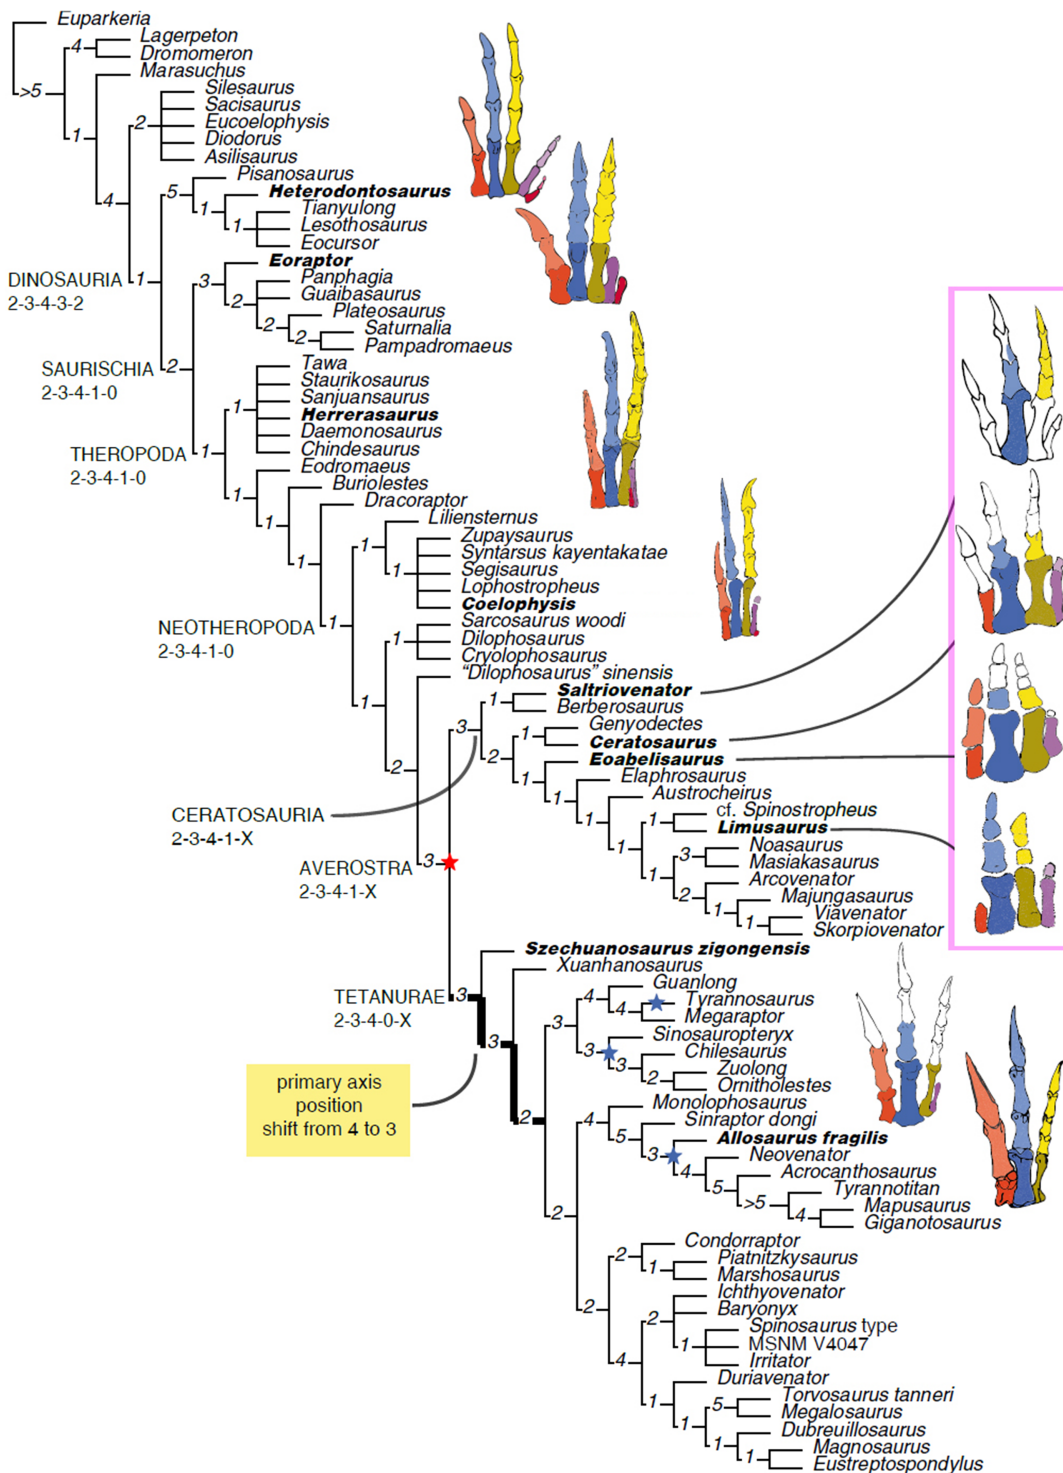 Euparkeria
Lagerpeton
4
Dromomeron
Marasuchus
>5
Silesaurus
Sacisaurus
1
2
Eucoelophysis
Diodorus
Asilisaurus
Pisanosaurus
5
Heterodontosaurus
4
1
Tianyulong
1
Lesothosaurus
Eocursor
Eoraptor
DINOSAURIA
1
3
Panphagia
2-3-4-3-2
2
Guaibasaurus
Plateosaurus
2
Saturnalia
2
Pampadromaeus
SAURISCHIA
2
Tawa
2-3-4-1-0
Staurikosaurus
Sanjuansaurus
1
Herrerasaurus
Daemonosaurus
THEROPODA
1
Chindesaurus
2-3-4-1-0
Eodromaeus
1
Buriolestes
1
Dracoraptor
Liliensternus
1
Zupaysaurus
1
Syntarsus kayentakatae
1
Segisaurus
Lophostropheus
Coelophysis
NEOTHEROPODA
1
Sarcosaurus woodi
2-3-4-1-0
1
Dilophosaurus
Cryolophosaurus
"Dilophosaurus" sinensis
1
1
Saltriovenator
Berberosaurus
3
Genyodectes
1
Ceratosaurus
2
Eoabelisaurus
2
1
Elaphrosaurus
1
Austrocheirus
CERATOSAURIA
1
cf. Spinostropheus
2-3-4-1-X
1
Limusaurus
Noasaurus
3
Masiakasaurus
AVEROSTRA
3
1
Arcovenator
2-3-4-1-X
2
Majungasaurus
1
Viavenator
1
Skorpiovenator
Szechuanosaurus zigongensis
Xuanhanosaurus
TETANURAE
3
Guanlong
2-3-4-0-X
4
Tyrannosaurus
4
Megaraptor
3
3
Sinosauropteryx
3
Chilesaurus
3
Zuolong
2
Ornitholestes
primary axis
position
shift from 4 to 3
2
Monolophosaurus
4
Sinraptor dongi
5
Allosaurus fragilis
3
Neovenator
4
Acrocanthosaurus
5
Tyrannotitan
>5
Mapusaurus
4
Giganotosaurus
2
Condorraptor
2
Piatnitzkysaurus
1
Marshosaurus
Ichthyovenator
2
Baryonyx
2
Spinosaurus type
1
MSNM V4047
Irritator
4
Duriavenator
1
Torvosaurus tanneri
5
Megalosaurus
1
Dubreuillosaurus
1
Magnosaurus
1
Eustreptospondylus